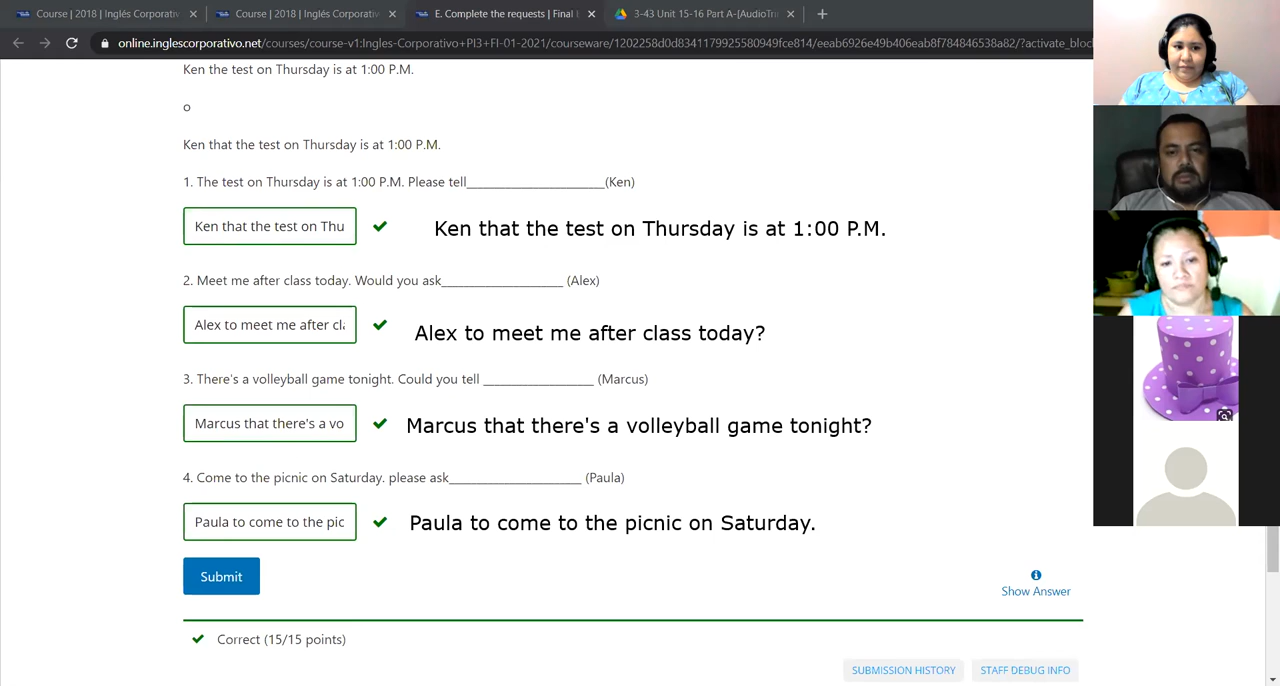 Course | 2018 | Inglés Corporativ
Course | 2018 | Inglés Corporativ
E. Complete the requests | Final
3-43 Unit 15-16 Part A-[AudioTr
online.inglescorporativo.net/courses/course-v1:Ingles-Corporativo+PI3+FI-01-2021/courseware/1202258d0d8341179925580949fce814/eeab6926e49b406eab8f784846538a82/?activate_bloc
Ken the test on Thursday is at 1:00 P.M.
o
Ken that the test on Thursday is at 1:00 P.M.
1. The test on Thursday is at 1:00 P.M. Please tell______________________(Ken)
Ken that the test on Thu
Ken that the test on Thursday is at 1:00 P.M.
2. Meet me after class today. Would you ask___________________ (Alex)
Alex to meet me after cl
Alex to meet me after class today?
3. There's a volleyball game tonight. Could you tell _________________ (Marcus)
Marcus that there's a vo
Marcus that there's a volleyball game tonight?
4. Come to the picnic on Saturday. please ask____________________ (Paula)
Paula to come to the pic
Paula to come to the picnic on Saturday.
Submit
Show Answer
Correct (15/15 points)
SUBMISSION HISTORY
STAFF DEBUG INFO